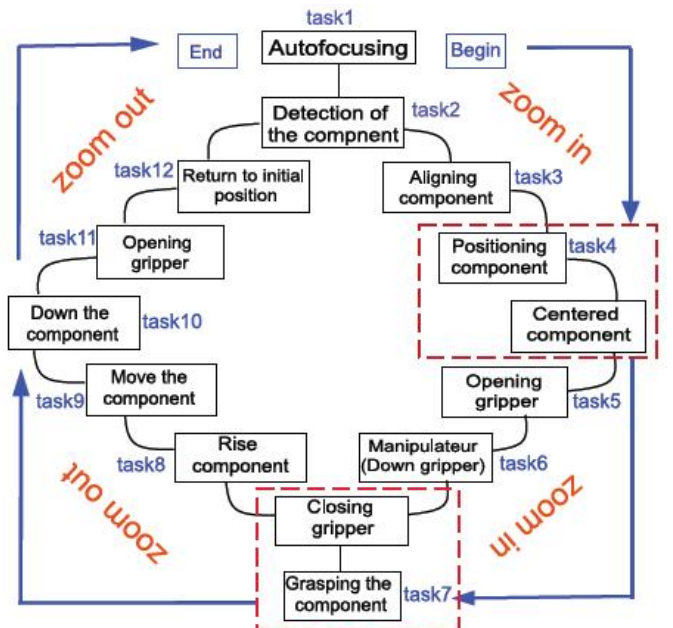 task1
End
Autofocusing
Begin
zoom out
zoom in
Detection of
the compnent
task2
task12
Return to initial
position
Aligning
component
task3
task11
Opening
gripper
Positioning
component
task4
Down the
component
task10
Centered
component
Move the
component
task9
Opening
gripper
task5
Rise
component
task8
Manipulateur
(Down gripper)
task6
zoom out
zoom in
Closing
gripper
Grasping the
component
task7